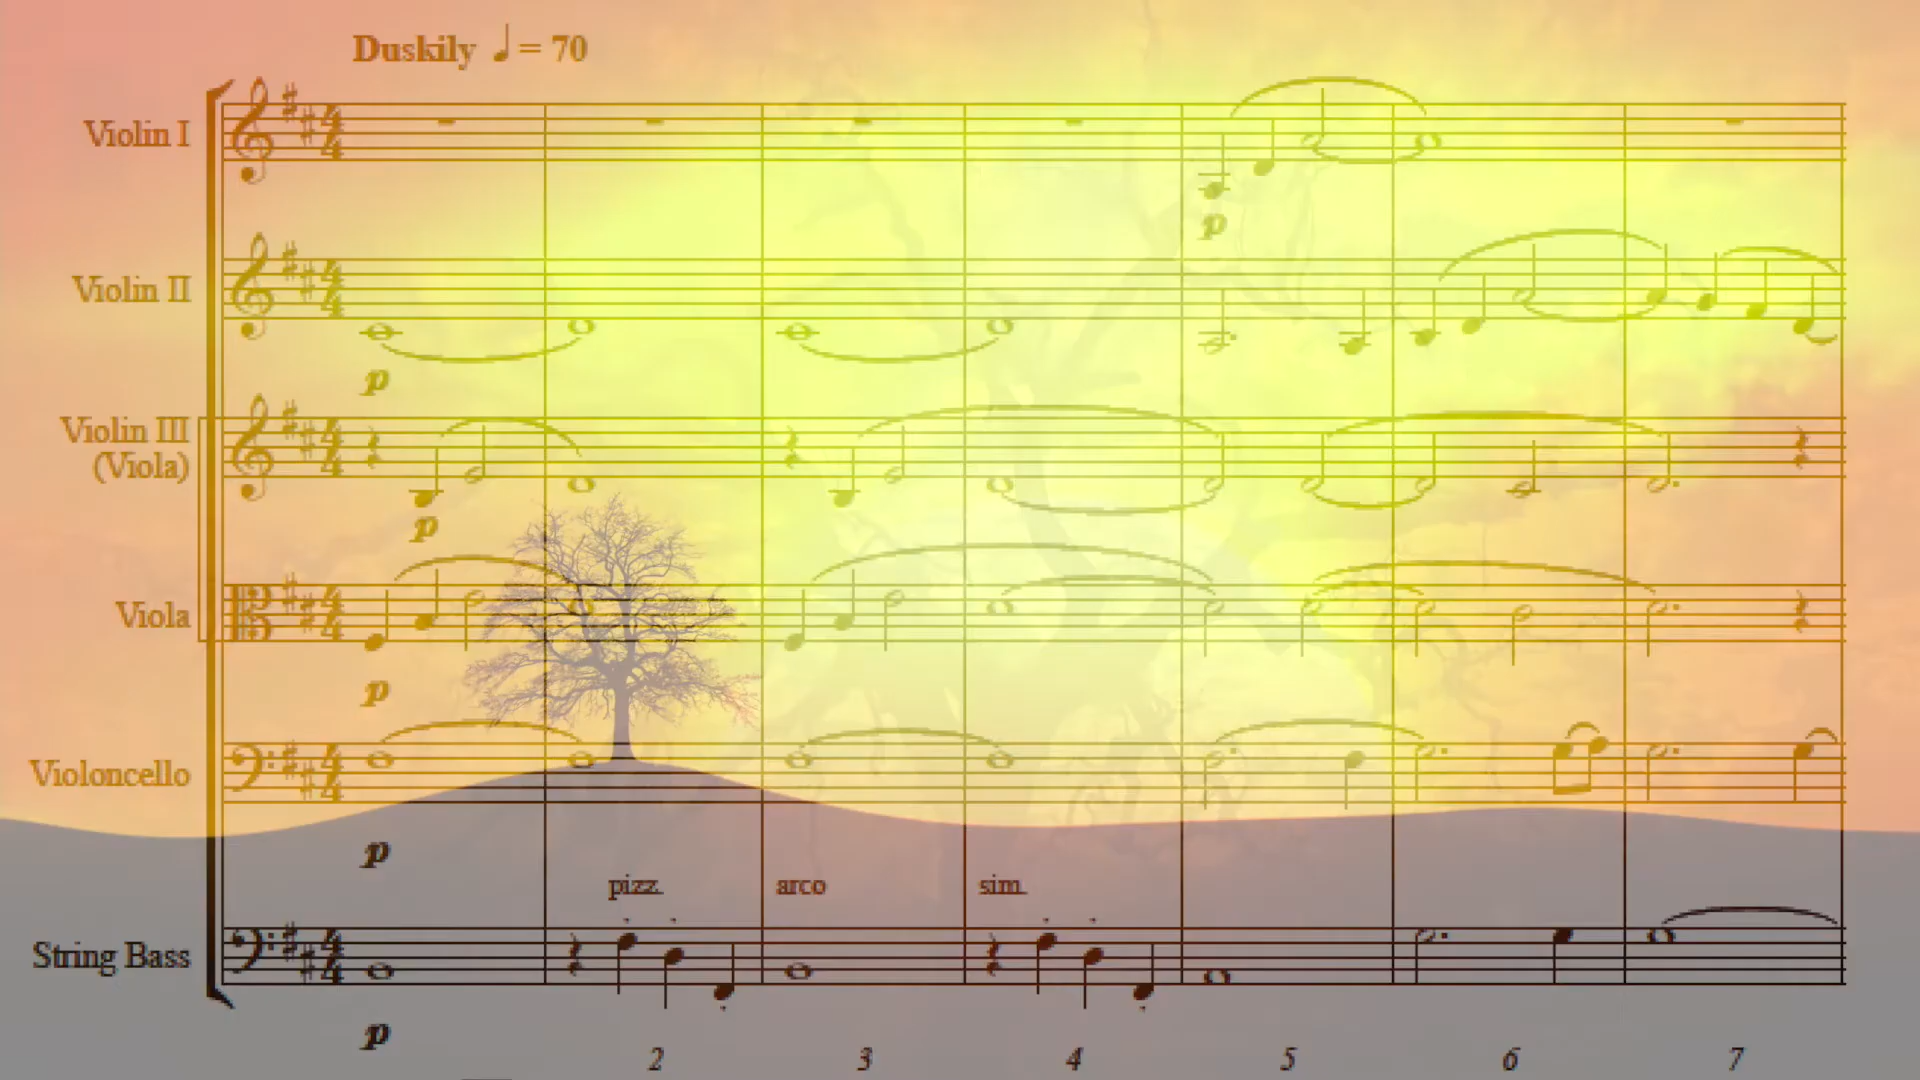 Duskily ♩= 70
Violin I
p
Violin II
p
Violin III
(Viola)
p
Viola
p
Violoncello
p
pizz. arco sim.
String Bass
p
2 3 4 5 6 7